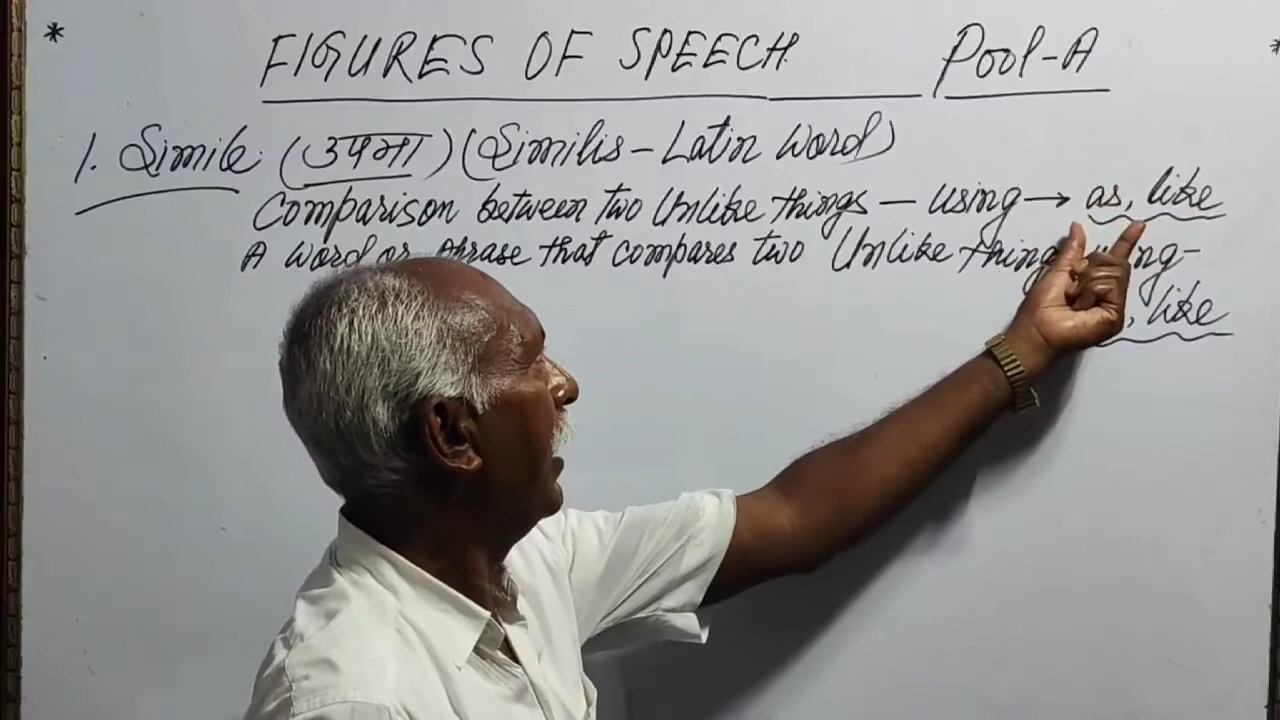 * FIGURES OF SPEECH Pool-A *
1. Simile (उपमा) (Similis - Latin Word)
Comparison between two Unlike things - using → as, like
A word or phrase that compares two Unlike
, like